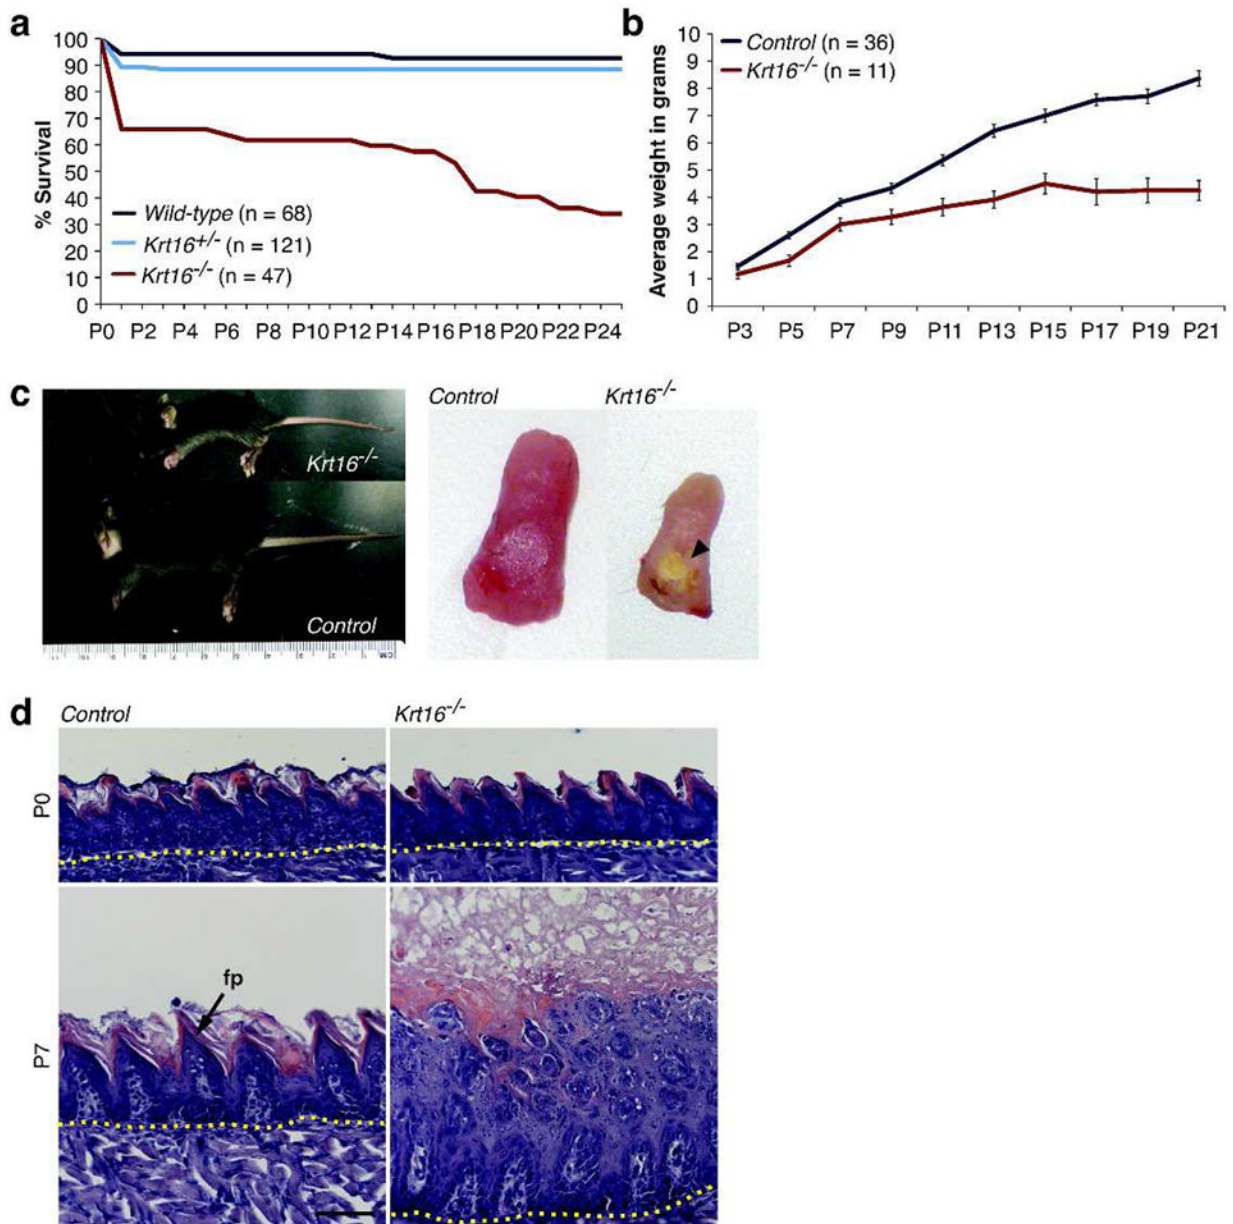 a
100
90
80
70
60
50
40
30
20
10
0
% Survival
Wild-type (n = 68)
Krt16+/- (n = 121)
Krt16-/- (n = 47)
P0 P2 P4 P6 P8 P10 P12 P14 P16 P18 P20 P22 P24
b
10
9
8
7
6
5
4
3
2
1
0
Average weight in grams
Control (n = 36)
Krt16-/- (n = 11)
P3 P5 P7 P9 P11 P13 P15 P17 P19 P21
c
Krt16-/-
Control
Control
Krt16-/-
d
Control
Krt16-/-
P0
P7
fp